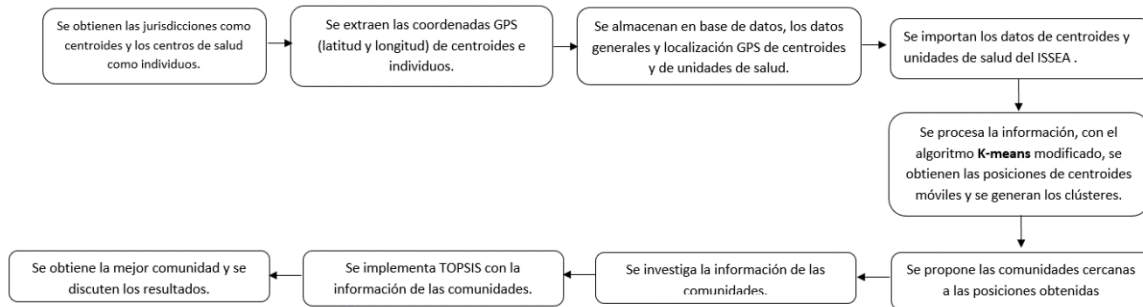 Se obtienen las jurisdicciones como
centroides y los centros de salud
como individuos.
Se extraen las coordenadas GPS
(latitud y longitud) de centroides e
individuos.
Se almacenan en base de datos, los datos
generales y localización GPS de centroides
y de unidades de salud.
Se importan los datos de centroides y
unidades de salud del ISSEA .
Se procesa la información, con el
algoritmo K-means modificado, se
obtienen las posiciones de centroides
móviles y se generan los clústeres.
Se propone las comunidades cercanas
a las posiciones obtenidas
Se investiga la información de las
comunidades.
Se implementa TOPSIS con la
información de las comunidades.
Se obtiene la mejor comunidad y se
discuten los resultados.